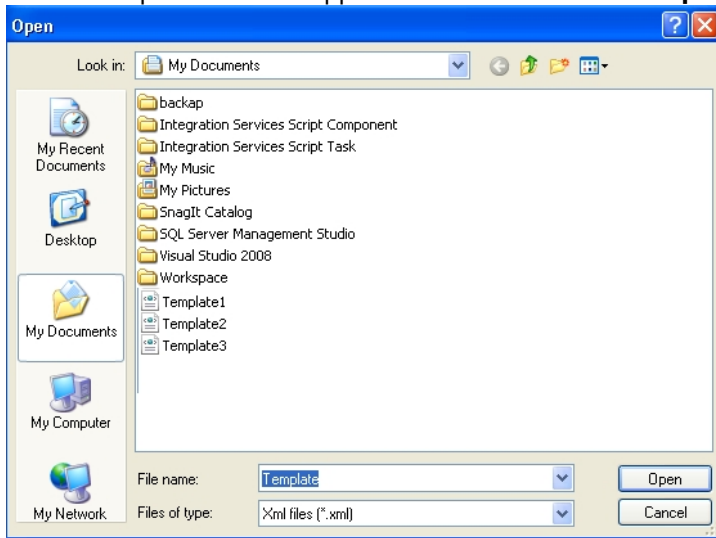 Open
Look in: My Documents
backap
Integration Services Script Component
Integration Services Script Task
My Music
My Pictures
SnagIt Catalog
SQL Server Management Studio
Visual Studio 2008
Workspace
Template1
Template2
Template3
My Recent
Documents
Desktop
My Documents
My Computer
My Network
File name: Template
Open
Files of type: Xml files (*.xml)
Cancel